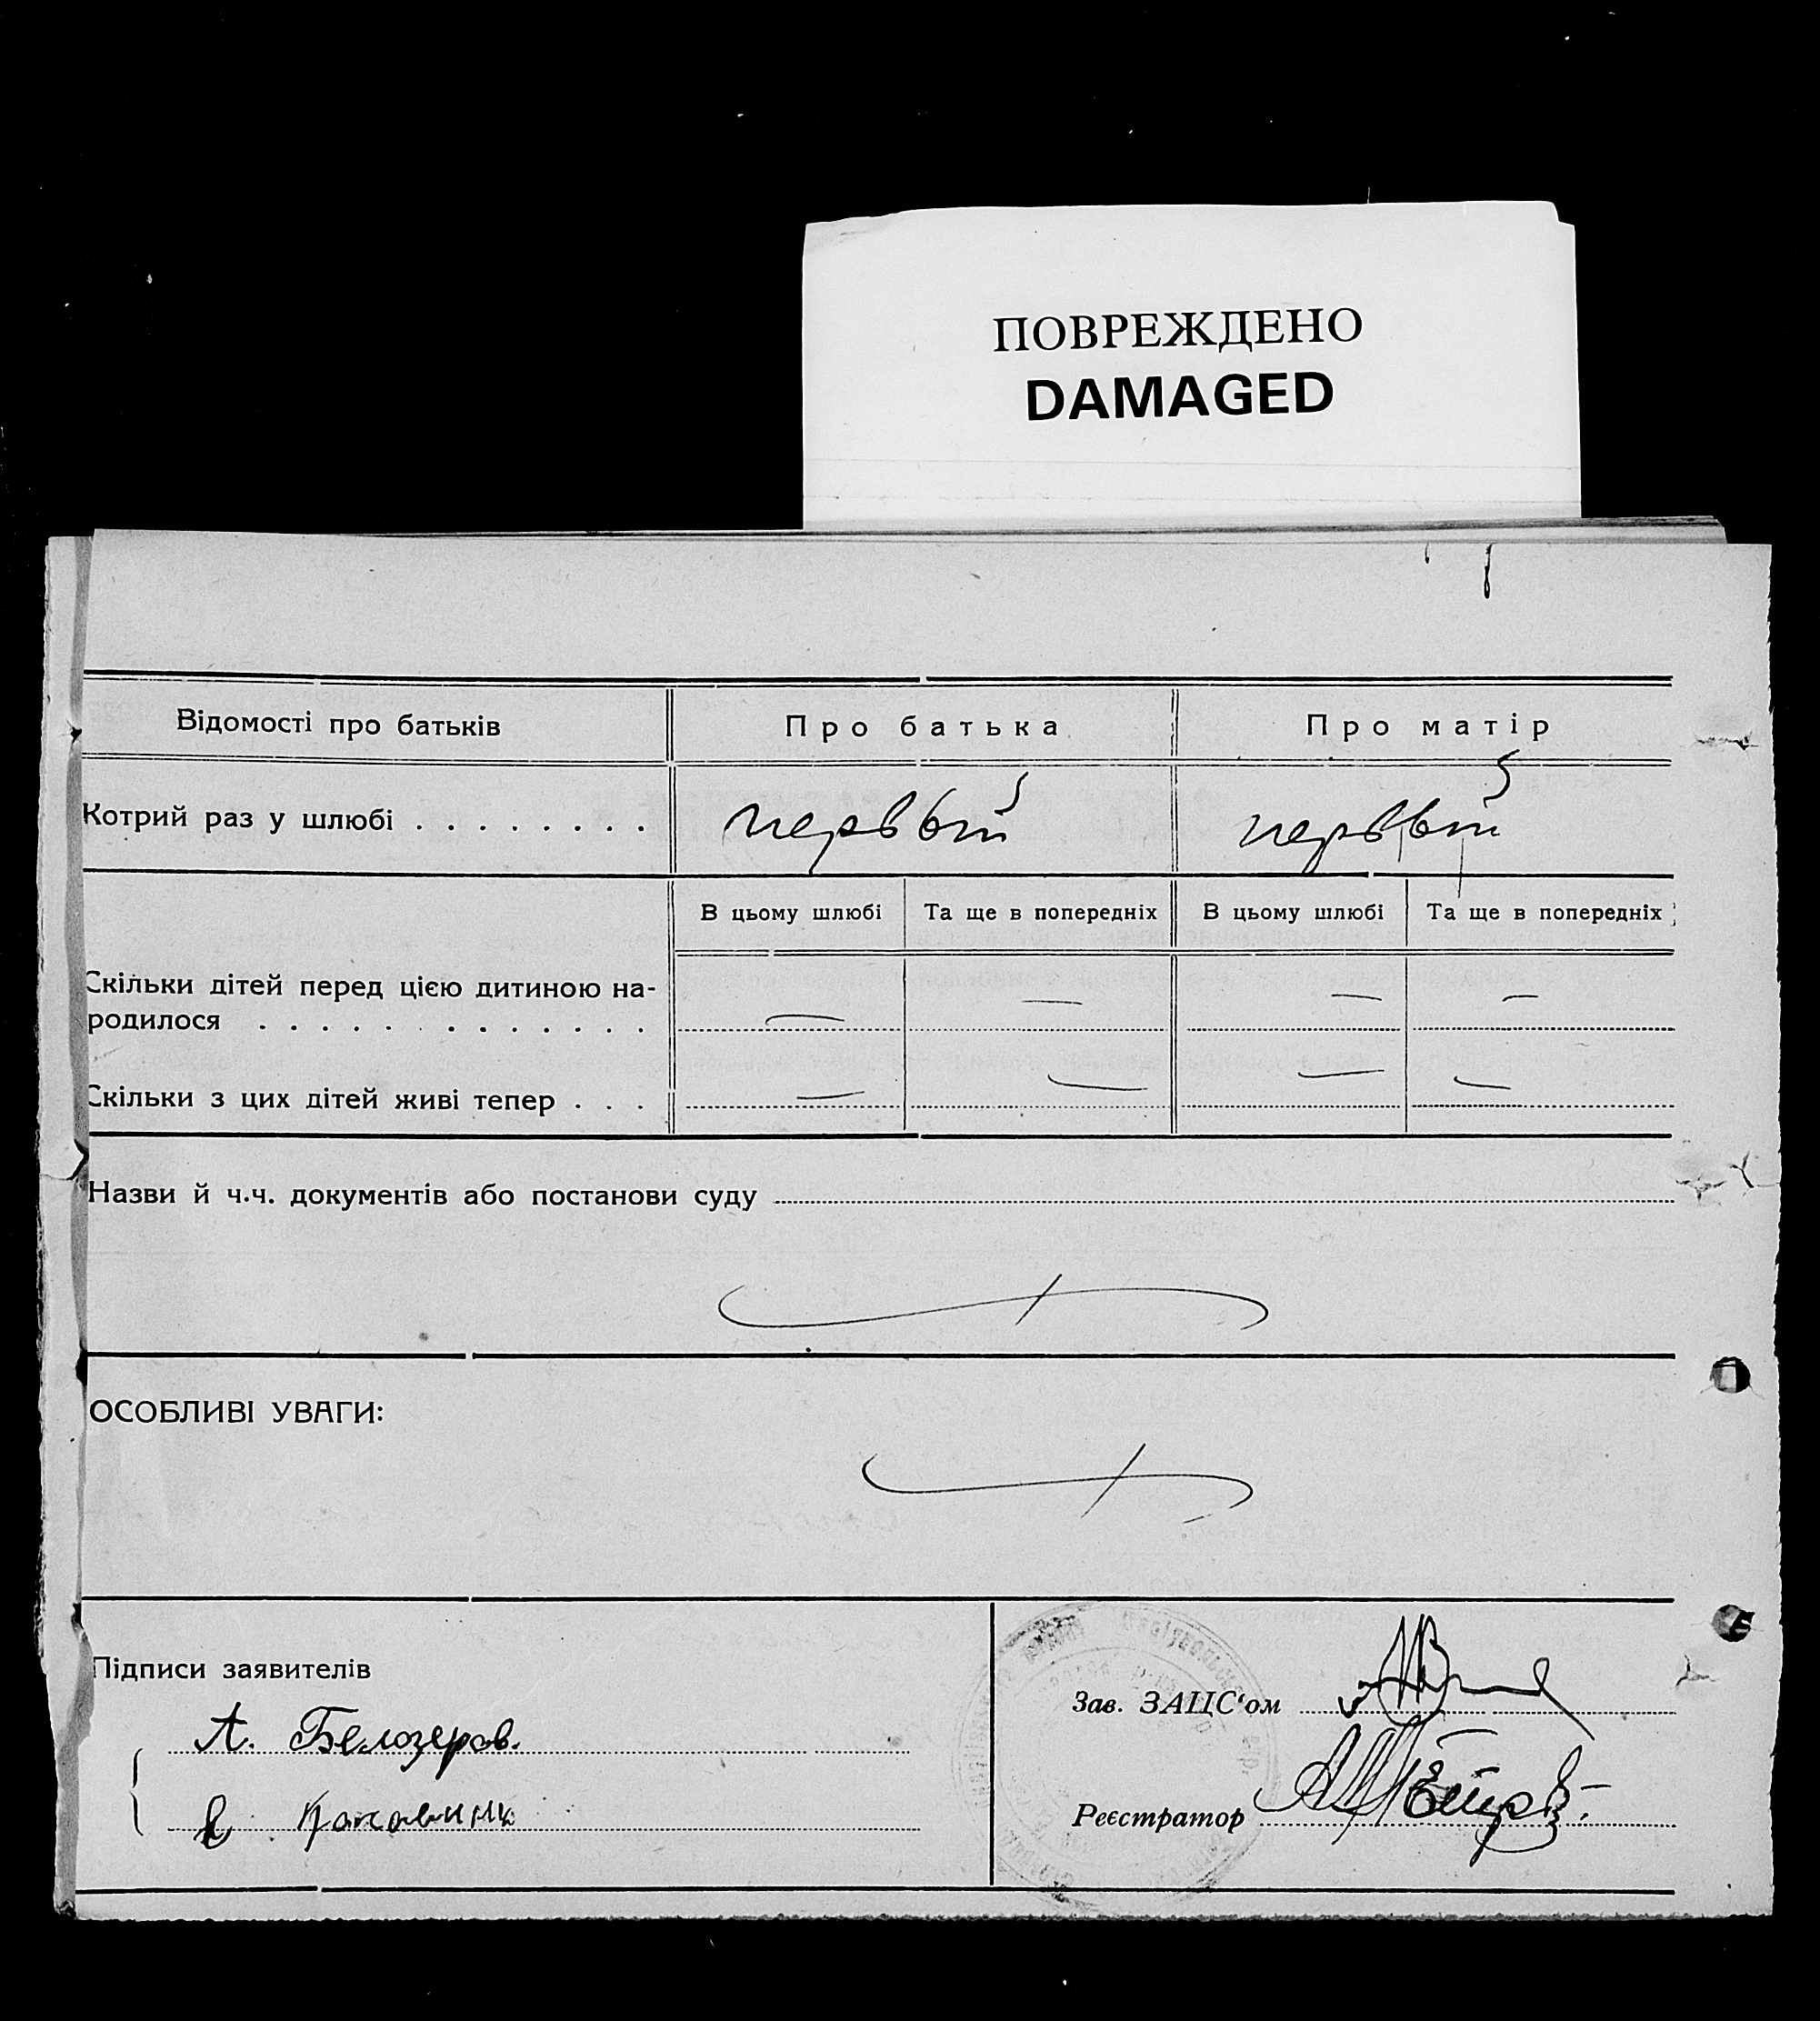 ПОВРЕЖДЕНО
DAMAGED
Відомості про батьків
Про батька
Про матір
Котрий раз у шлюбі . . . . . . . .
первый
первый
В цьому шлюбі
Та ще в попередніх
В цьому шлюбі
Та ще в попередніх
Скільки дітей перед цією дитиною на-
родилося . . . . . . . . . . . .
— — — —
Скільки з цих дітей живі тепер . . .
— — — —
Назви й ч.ч. документів або постанови суду
ОСОБЛИВІ УВАГИ:
Підписи заявителів
А. Белозеров.
Зав. ЗАЦС‘ом
Реєстратор